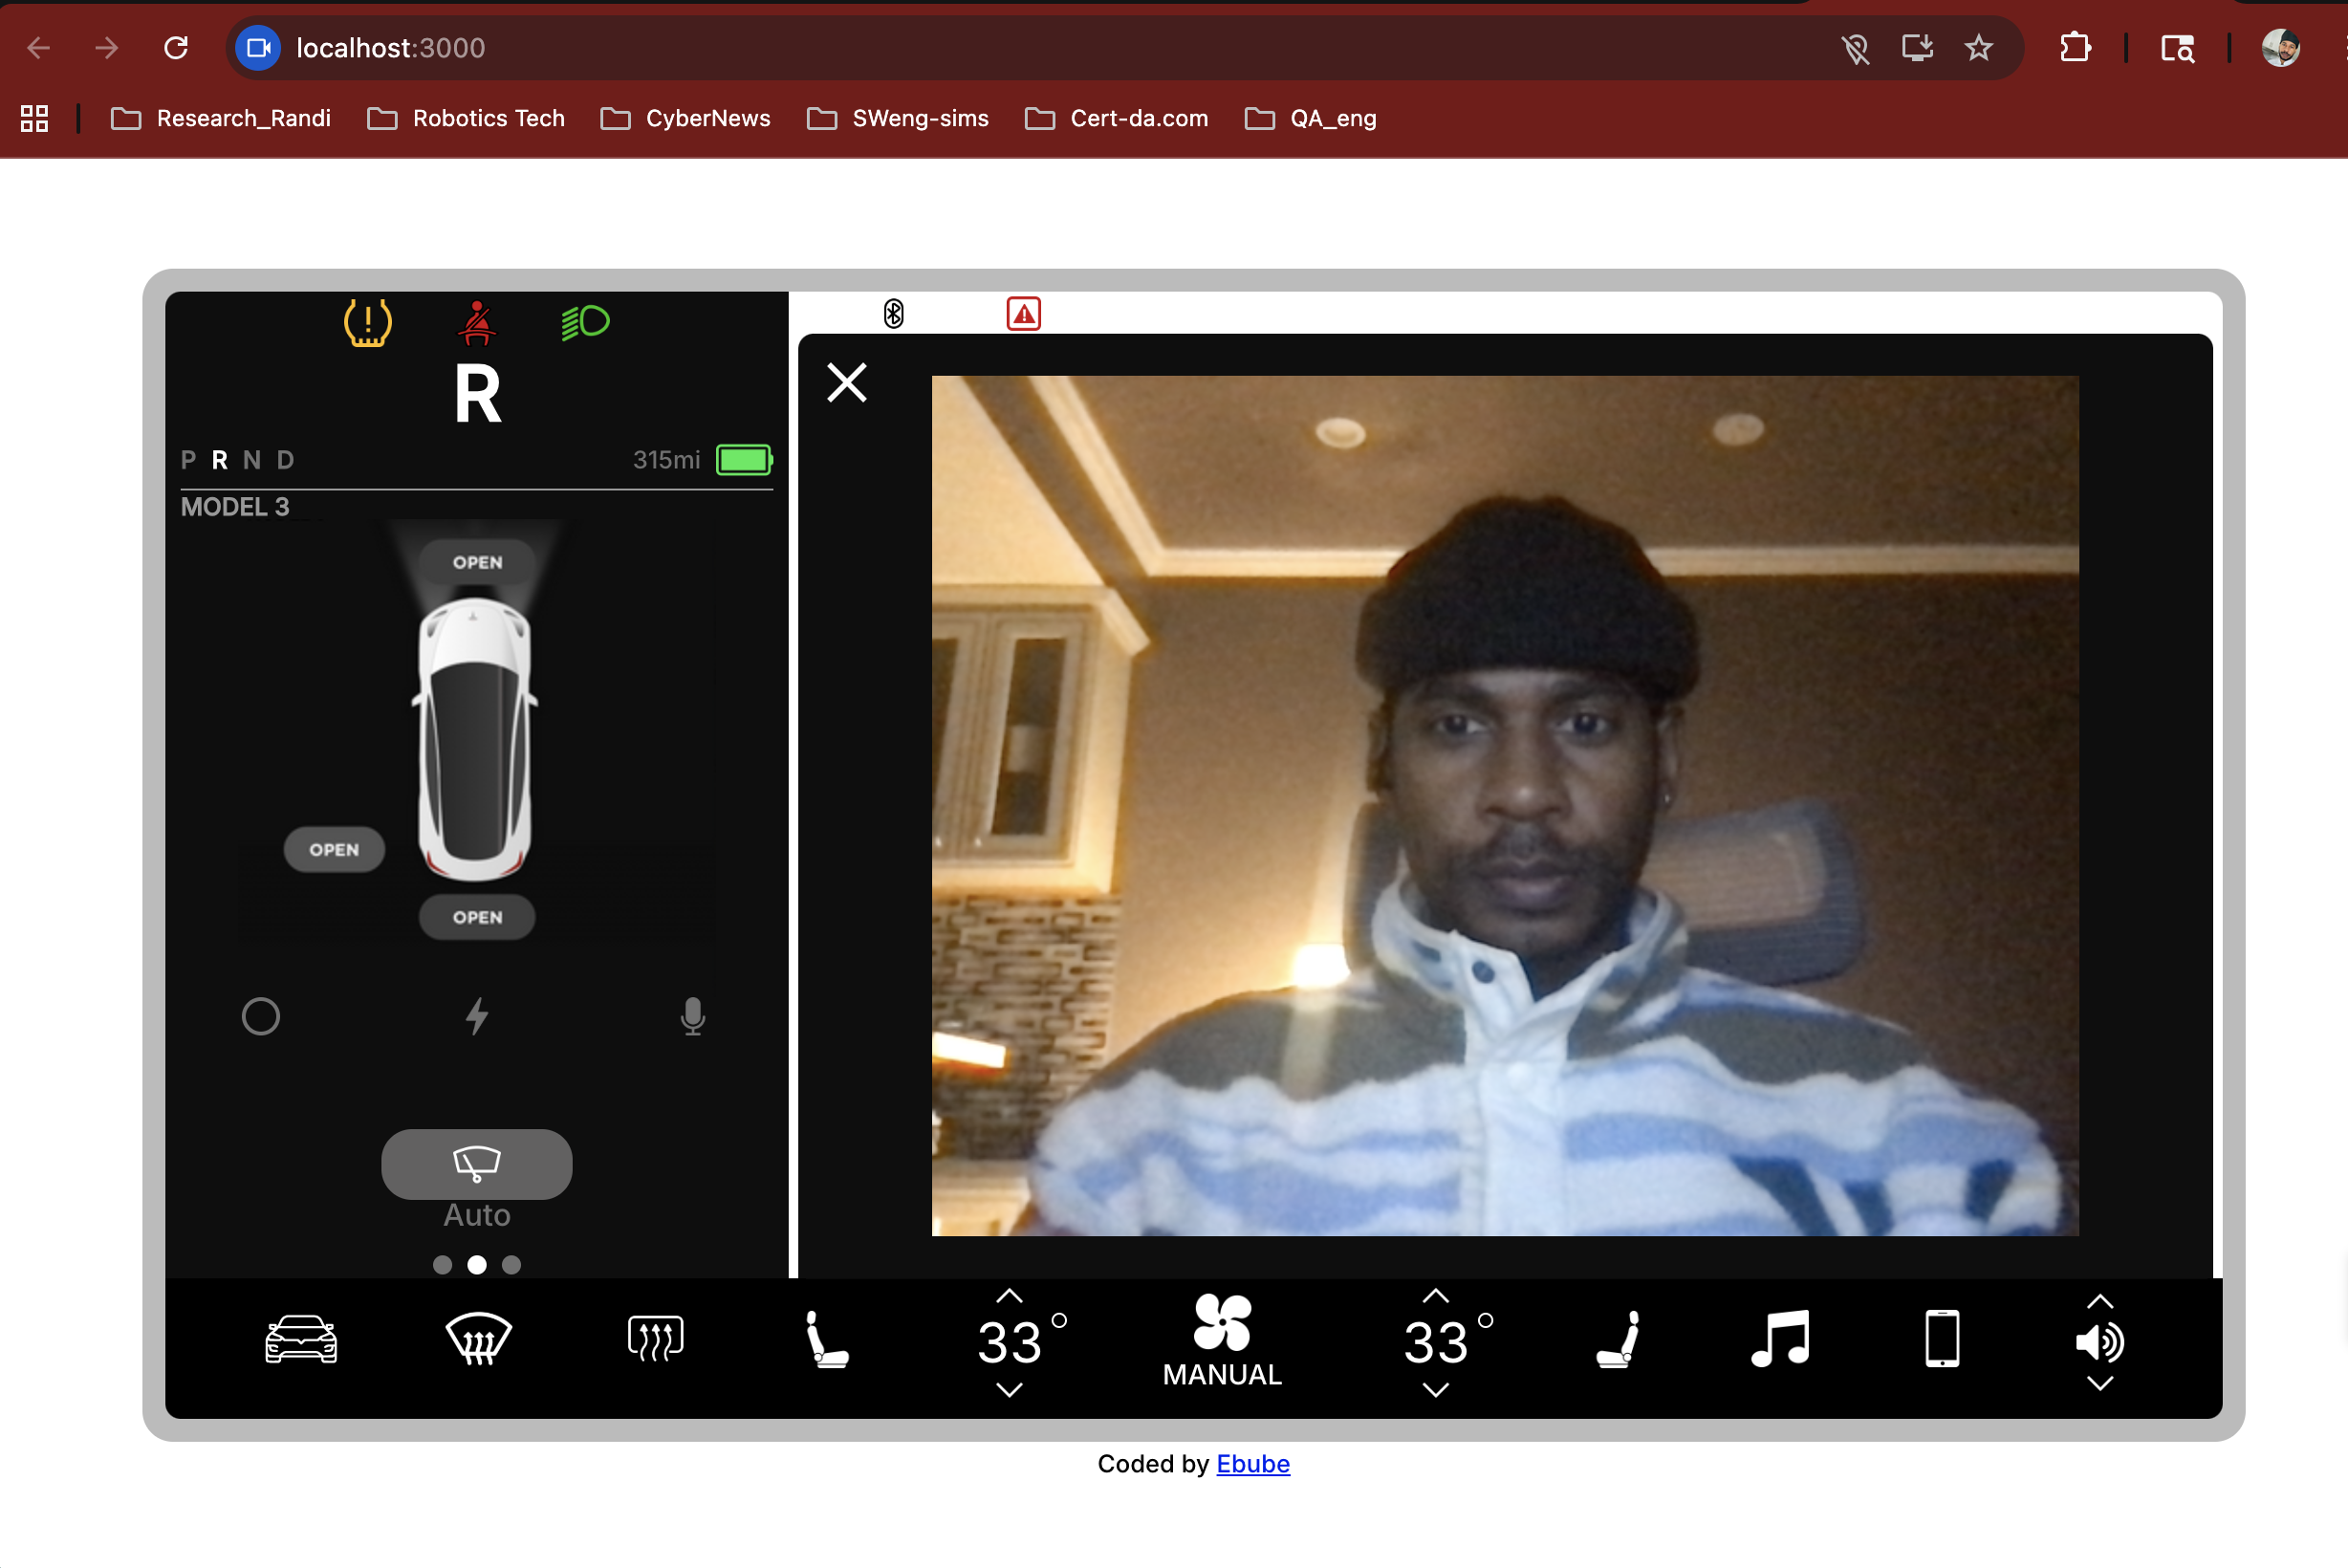 localhost:3000
Research_Randi Robotics Tech CyberNews SWeng-sims Cert-da.com QA_eng
R
P R N D 315mi
MODEL 3
OPEN
OPEN
OPEN
Auto
33° MANUAL 33°
Coded by Ebube